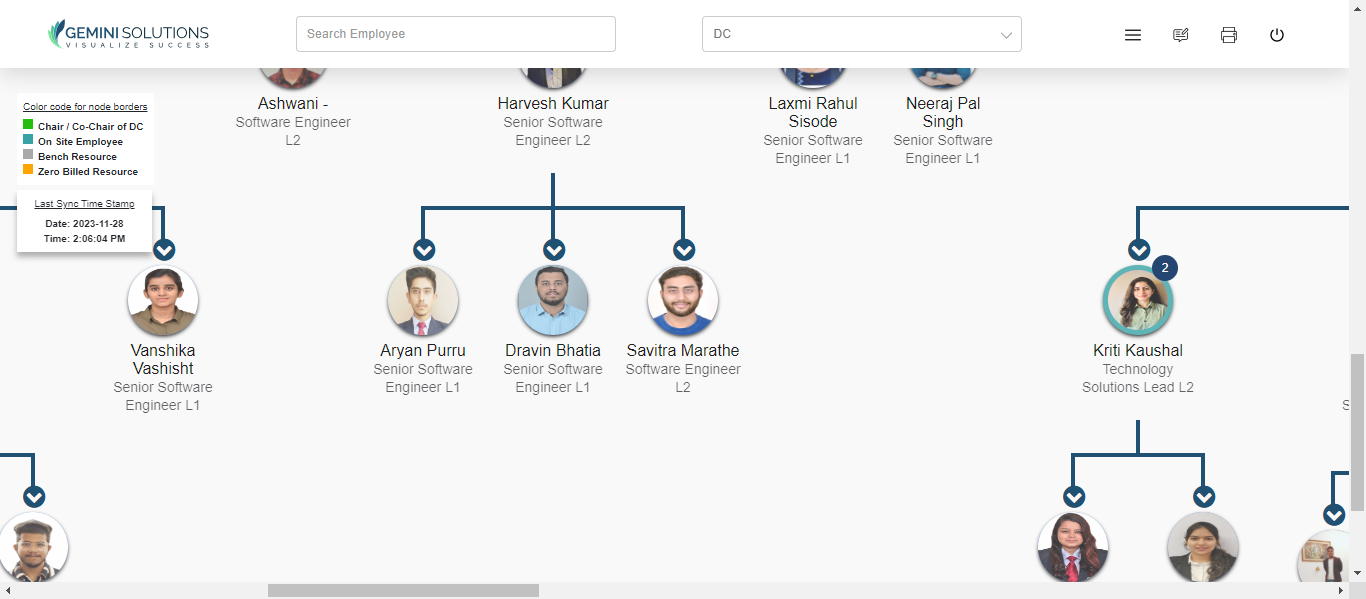 GEMINI SOLUTIONS
VISUALIZE SUCCESS
Search Employee
DC
Color code for node borders
Chair / Co-Chair of DC
On Site Employee
Bench Resource
Zero Billed Resource
Last Sync Time Stamp
Date: 2023-11-28
Time: 2:06:04 PM
Ashwani -
Software Engineer
L2
Harvesh Kumar
Senior Software
Engineer L2
Laxmi Rahul
Sisode
Senior Software
Engineer L1
Neeraj Pal
Singh
Senior Software
Engineer L1
Vanshika
Vashisht
Senior Software
Engineer L1
Aryan Purru
Senior Software
Engineer L1
Dravin Bhatia
Senior Software
Engineer L1
Savitra Marathe
Software Engineer
L2
2
Kriti Kaushal
Technology
Solutions Lead L2
S